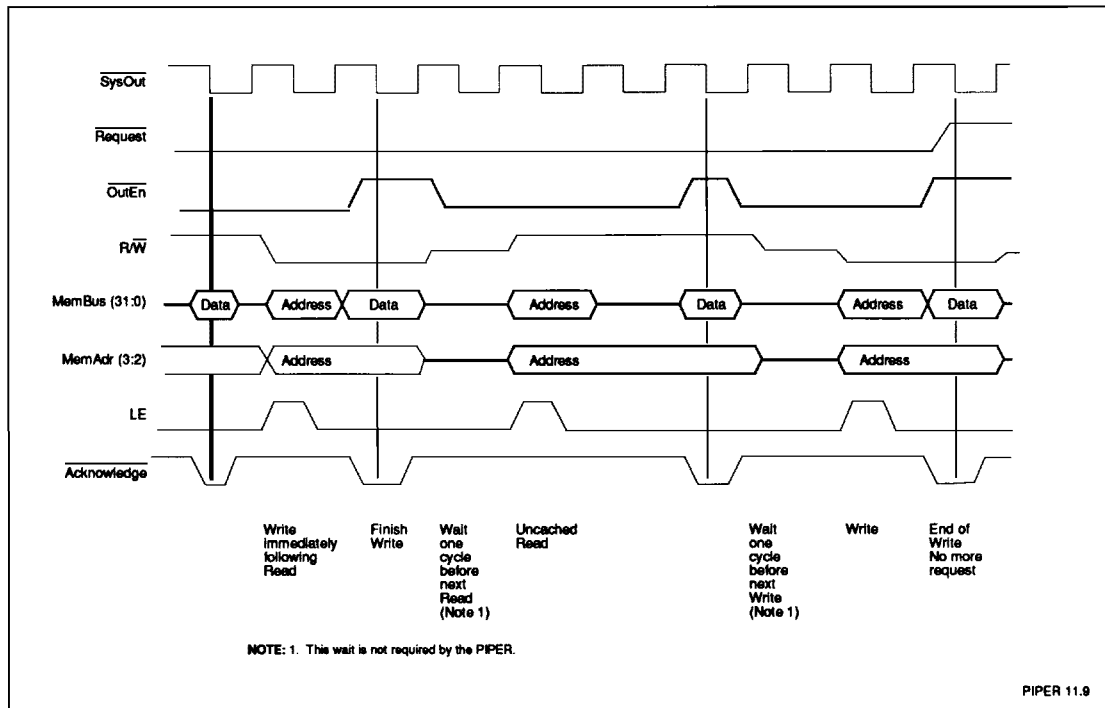 SysOut
Request
OutEn
R/W
MemBus (31:0)
Data
Address
Data
Address
Data
Address
Data
MemAdr (3:2)
Address
Address
Address
LE
Acknowledge
Write
immediately
following
Read
Finish
Write
Wait
one
cycle
before
next
Read
(Note 1)
Uncached
Read
Wait
one
cycle
before
next
Write
(Note 1)
Write
End of
Write
No more
request
NOTE: 1. This wait is not required by the PIPER.
PIPER 11.9